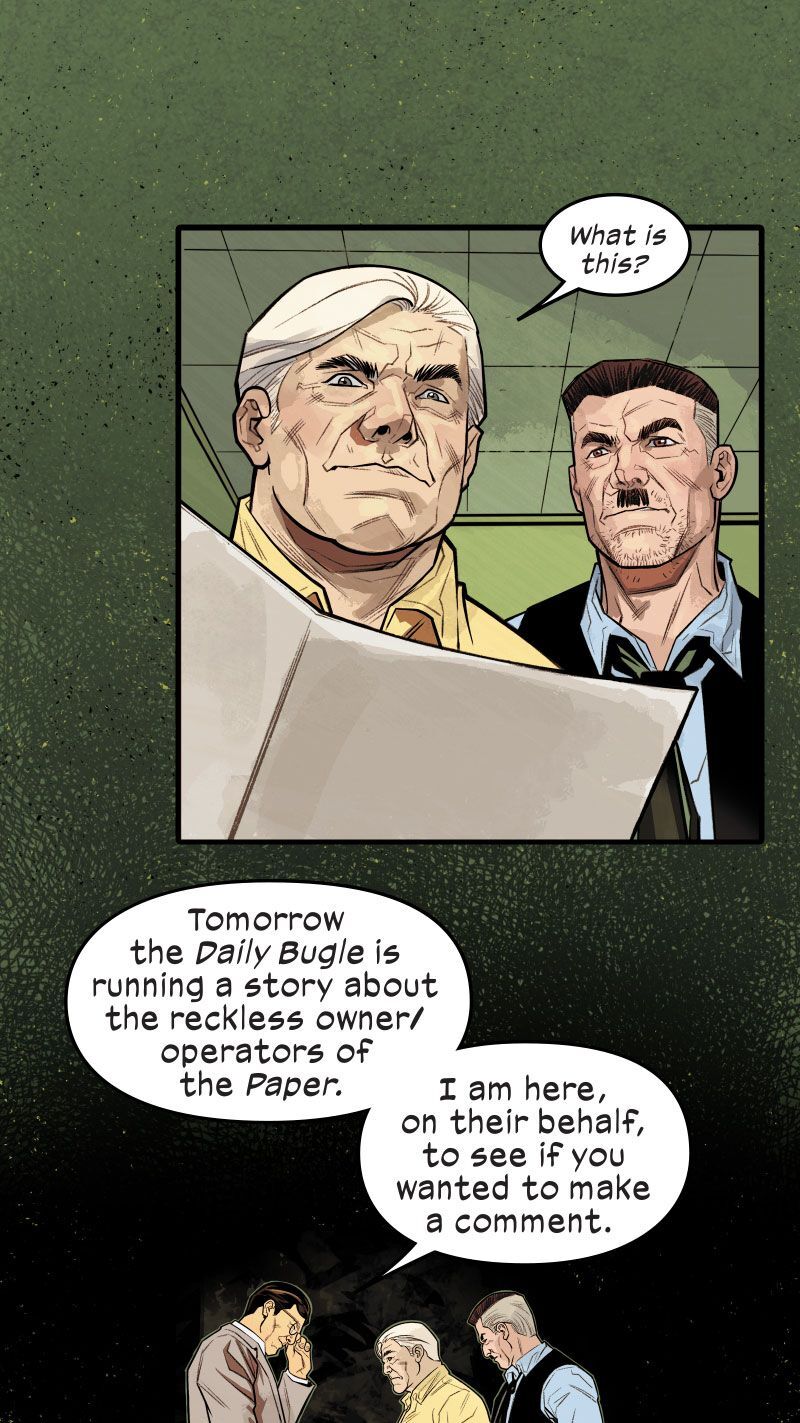 What is
this?
Tomorrow
the Daily Bugle is
running a story about
the reckless owner/
operators of
the Paper.
I am here,
on their behalf,
to see if you
wanted to make
a comment.